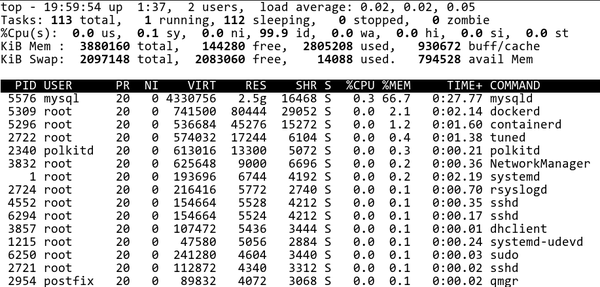 top - 19:59:54 up  1:37,  2 users,  load average: 0.02, 0.02, 0.05
Tasks: 113 total,   1 running, 112 sleeping,   0 stopped,   0 zombie
%Cpu(s):  0.0 us,  0.1 sy,  0.0 ni, 99.9 id,  0.0 wa,  0.0 hi,  0.0 si,  0.0 st
KiB Mem :  3880160 total,   144280 free,  2805208 used,   930672 buff/cache
KiB Swap:  2097148 total,  2083060 free,    14088 used.   794528 avail Mem
PID USER      PR  NI    VIRT    RES    SHR S  %CPU %MEM     TIME+ COMMAND
5576 mysql     20   0 4330756   2.5g  16468 S   0.3 66.7   0:27.77 mysqld
5309 root      20   0  741500  80444  29052 S   0.0  2.1   0:02.14 dockerd
5296 root      20   0  536684  45276  15272 S   0.0  1.2   0:01.60 containerd
2722 root      20   0  574032  17244   6104 S   0.0  0.4   0:01.38 tuned
2340 polkitd   20   0  613016  13300   5072 S   0.0  0.3   0:00.21 polkitd
3832 root      20   0  625648   9000   6696 S   0.0  0.2   0:00.36 NetworkManager
1 root      20   0  193696   6744   4192 S   0.0  0.2   0:02.19 systemd
2724 root      20   0  216416   5772   2740 S   0.0  0.1   0:00.70 rsyslogd
4552 root      20   0  154664   5528   4212 S   0.0  0.1   0:00.35 sshd
6294 root      20   0  154664   5524   4212 S   0.0  0.1   0:00.17 sshd
3857 root      20   0  107472   5436   3444 S   0.0  0.1   0:00.01 dhclient
1215 root      20   0   47580   5056   2884 S   0.0  0.1   0:00.24 systemd-udevd
6250 root      20   0  241280   4604   3440 S   0.0  0.1   0:00.03 sudo
2721 root      20   0  112872   4340   3312 S   0.0  0.1   0:00.02 sshd
2954 postfix   20   0   89832   4072   3068 S   0.0  0.1   0:00.02 qmgr